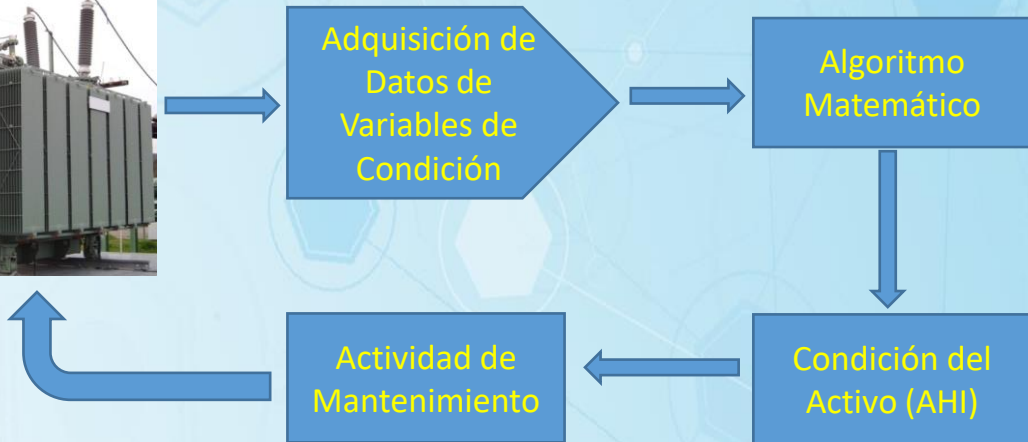 Adquisición de
Datos de
Variables de
Condición
Algoritmo
Matemático
Actividad de
Mantenimiento
Condición del
Activo (AHI)